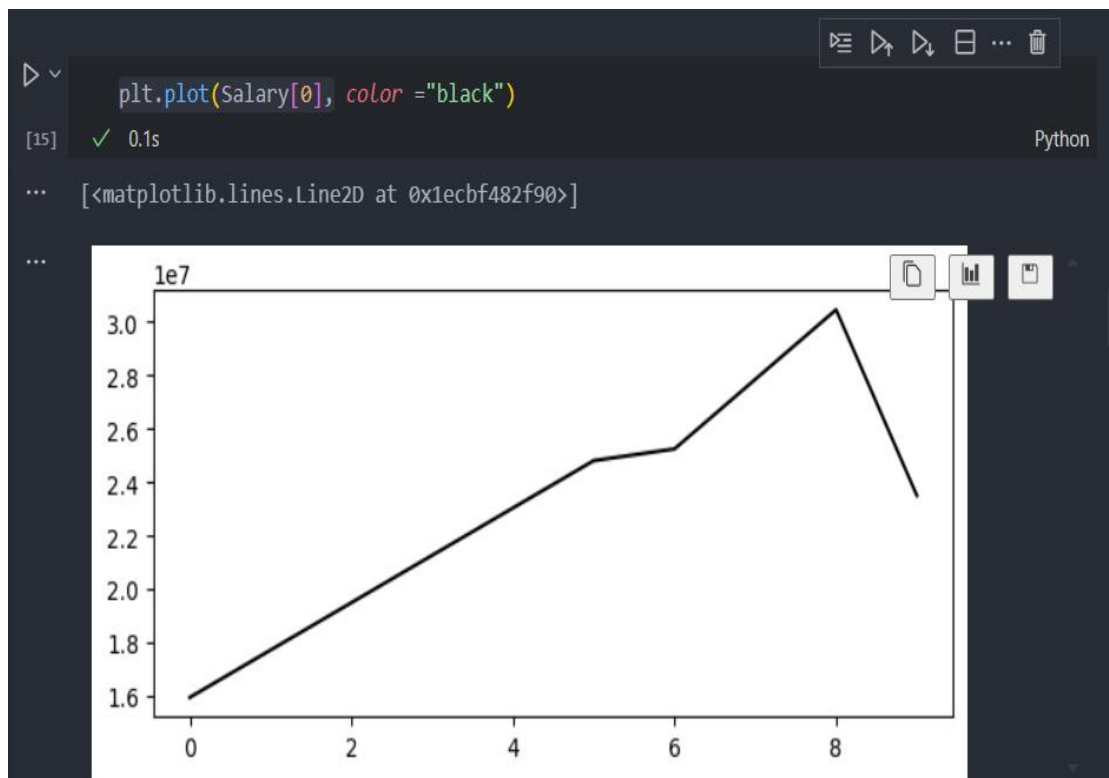 plt.plot(Salary[0], color ="black")
[15] ✓ 0.1s Python
... [<matplotlib.lines.Line2D at 0x1ecbf482f90>]
...
1e7
3.0
2.8
2.6
2.4
2.2
2.0
1.8
1.6
0 2 4 6 8